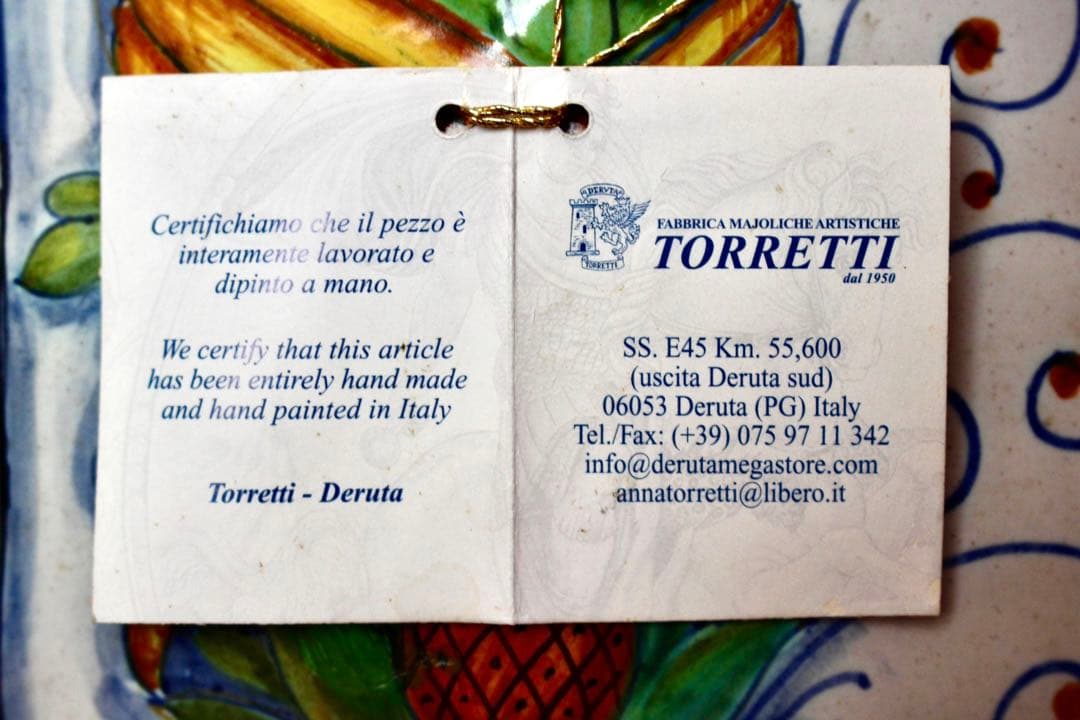 Certifichiamo che il pezzo è
interamente lavorato e
dipinto a mano.
We certify that this article
has been entirely hand made
and hand painted in Italy
Torretti - Deruta
DERUTA
TORRETTI
FABBRICA MAJOLICHE ARTISTICHE
TORRETTI
dal 1950
SS. E45 Km. 55,600
(uscita Deruta sud)
06053 Deruta (PG) Italy
Tel./Fax: (+39) 075 97 11 342
info@derutamegastore.com
annatorretti@libero.it